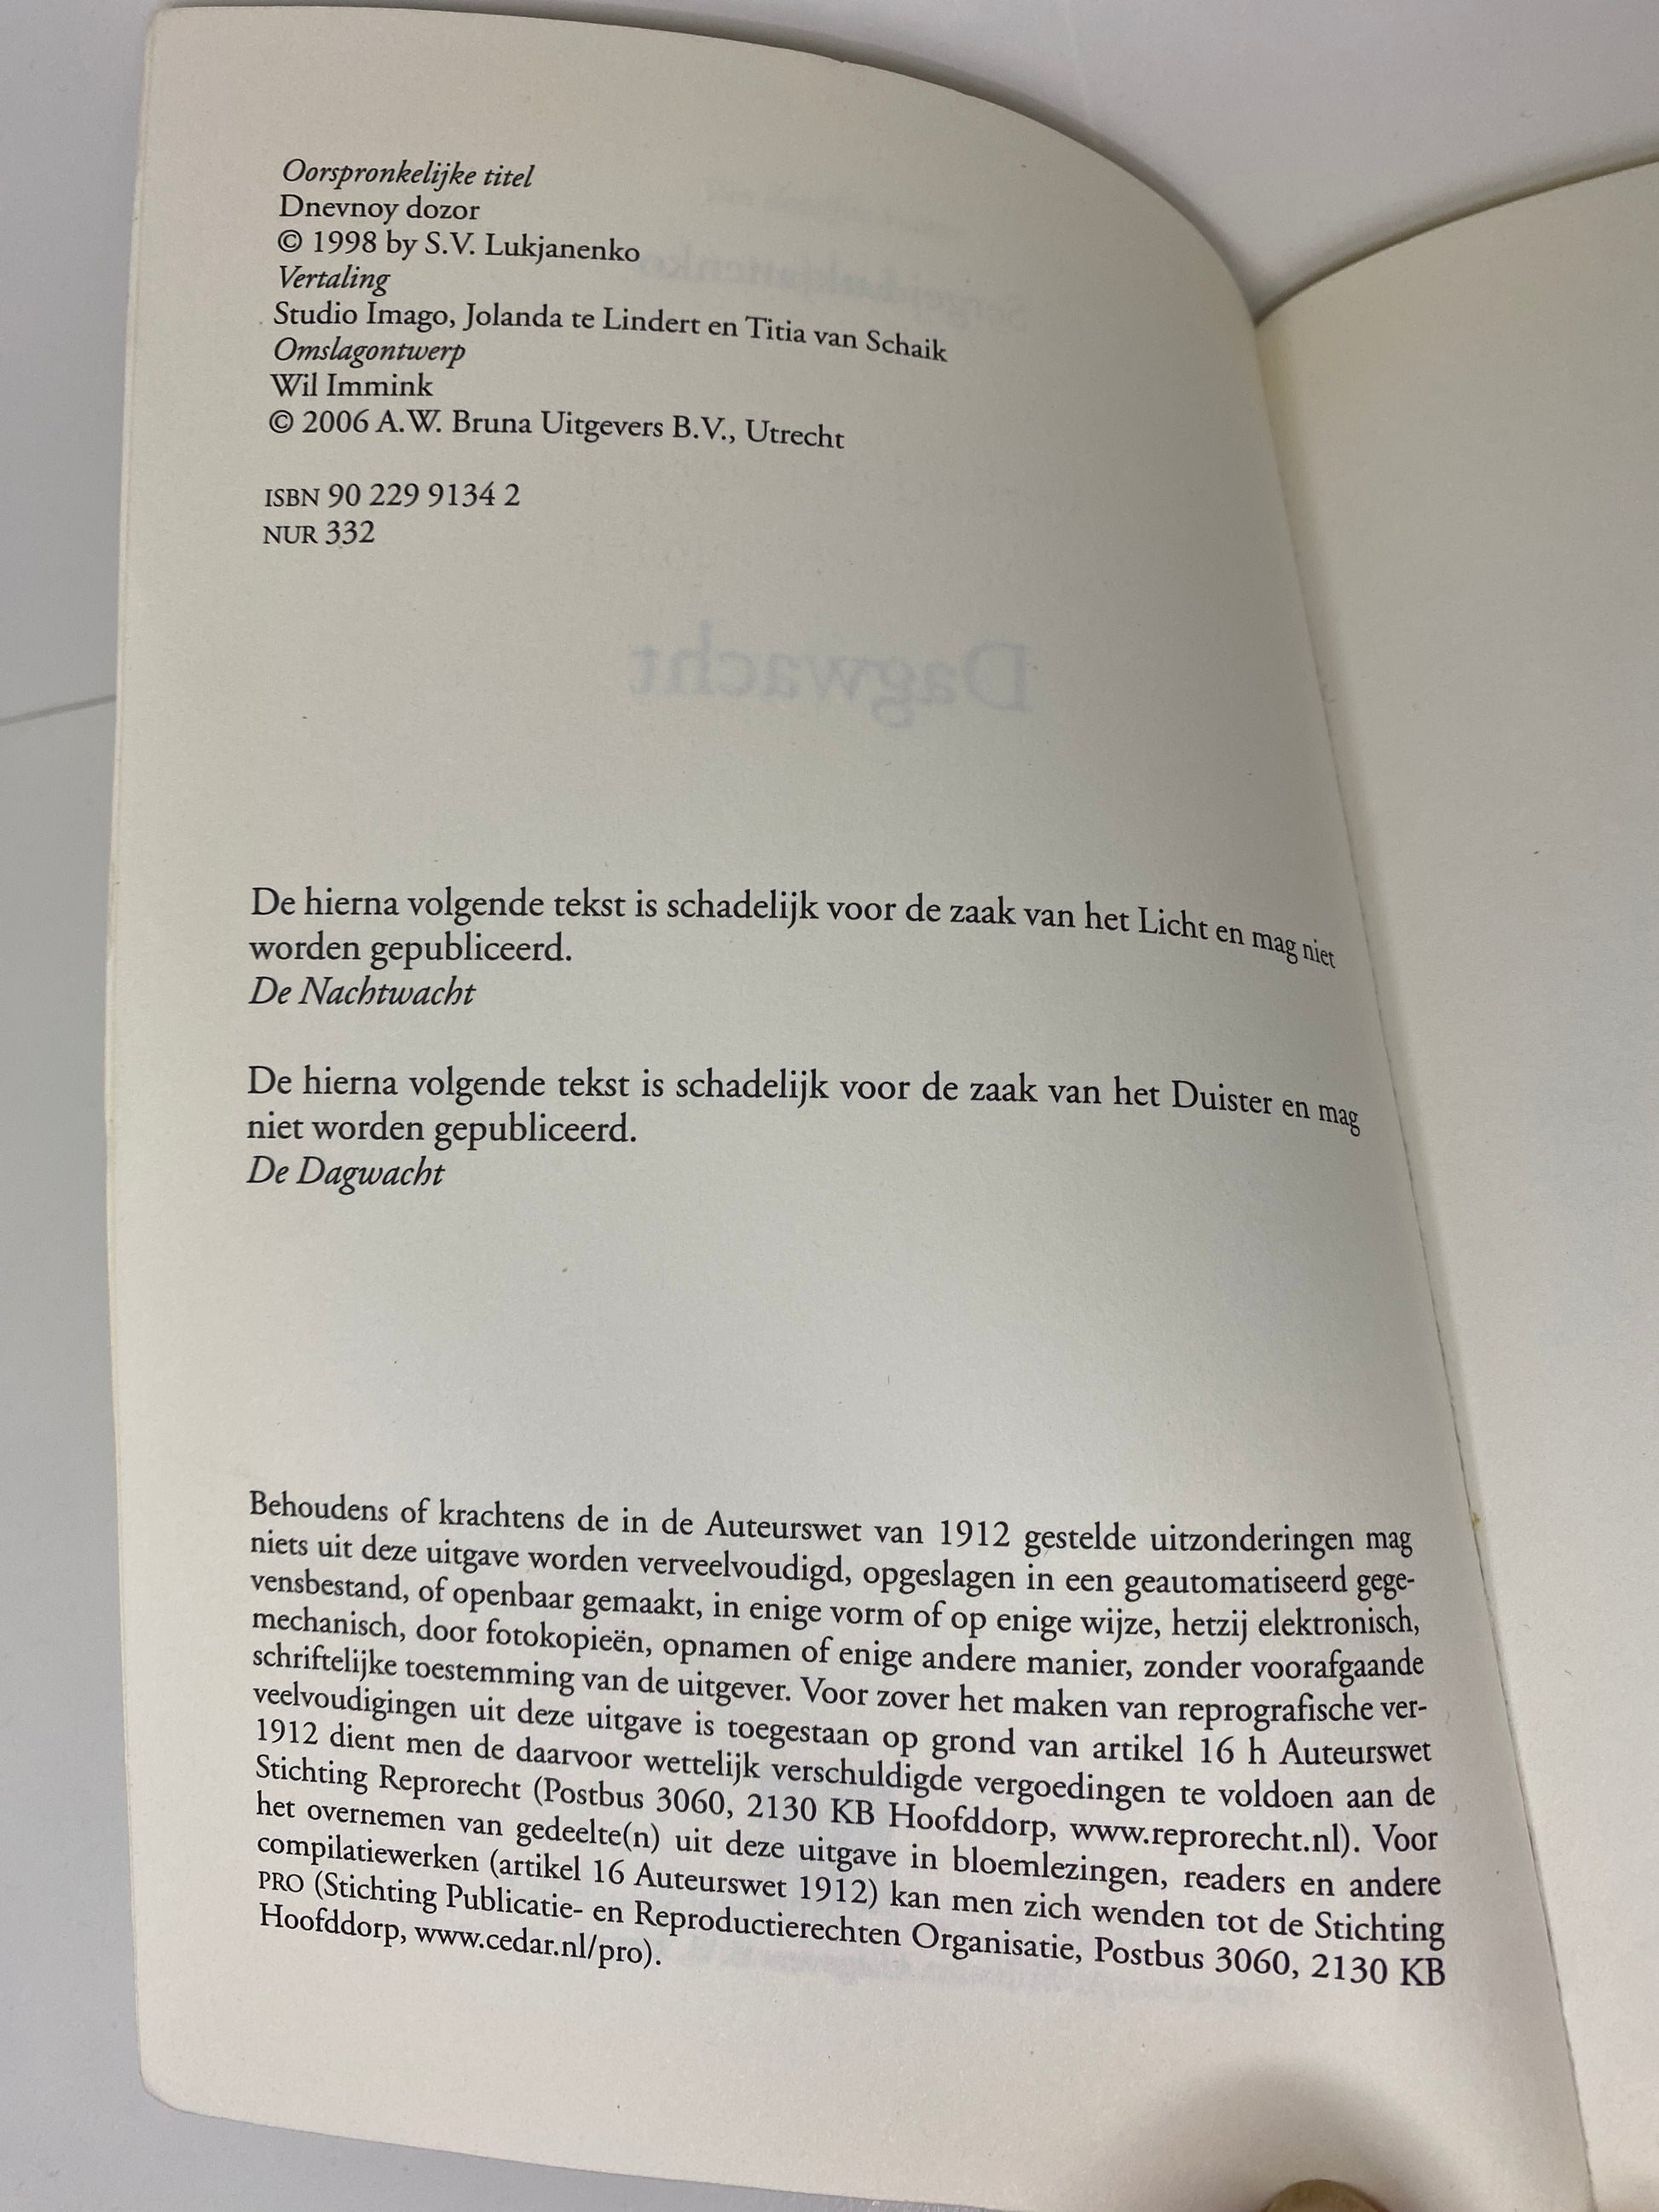 Oorspronkelijke titel
Dnevnoy dozor
© 1998 by S.V. Lukjanenko
Vertaling
Studio Imago, Jolanda te Lindert en Titia van Schaik
Omslagontwerp
Wil Immink
© 2006 A.W. Bruna Uitgevers B.V., Utrecht
ISBN 90 229 9134 2
NUR 332
Dagwacht
De hierna volgende tekst is schadelijk voor de zaak van het Licht en mag niet
worden gepubliceerd.
De Nachtwacht
De hierna volgende tekst is schadelijk voor de zaak van het Duister en mag
niet worden gepubliceerd.
De Dagwacht
Behoudens of krachtens de in de Auteurswet van 1912 gestelde uitzonderingen mag
niets uit deze uitgave worden verveelvoudigd, opgeslagen in een geautomatiseerd gege-
vensbestand, of openbaar gemaakt, in enige vorm of op enige wijze, hetzij elektronisch,
mechanisch, door fotokopieën, opnamen of enige andere manier, zonder voorafgaande
schriftelijke toestemming van de uitgever. Voor zover het maken van reprografische ver-
veelvoudigingen uit deze uitgave is toegestaan op grond van artikel 16 h Auteurswet
1912 dient men de daarvoor wettelijk verschuldigde vergoedingen te voldoen aan de
Stichting Reprorecht (Postbus 3060, 2130 KB Hoofddorp, www.reprorecht.nl). Voor
het overnemen van gedeelte(n) uit deze uitgave in bloemlezingen, readers en andere
compilatiewerken (artikel 16 Auteurswet 1912) kan men zich wenden tot de Stichting
PRO (Stichting Publicatie- en Reproductierechten Organisatie, Postbus 3060, 2130 KB
Hoofddorp, www.cedar.nl/pro).